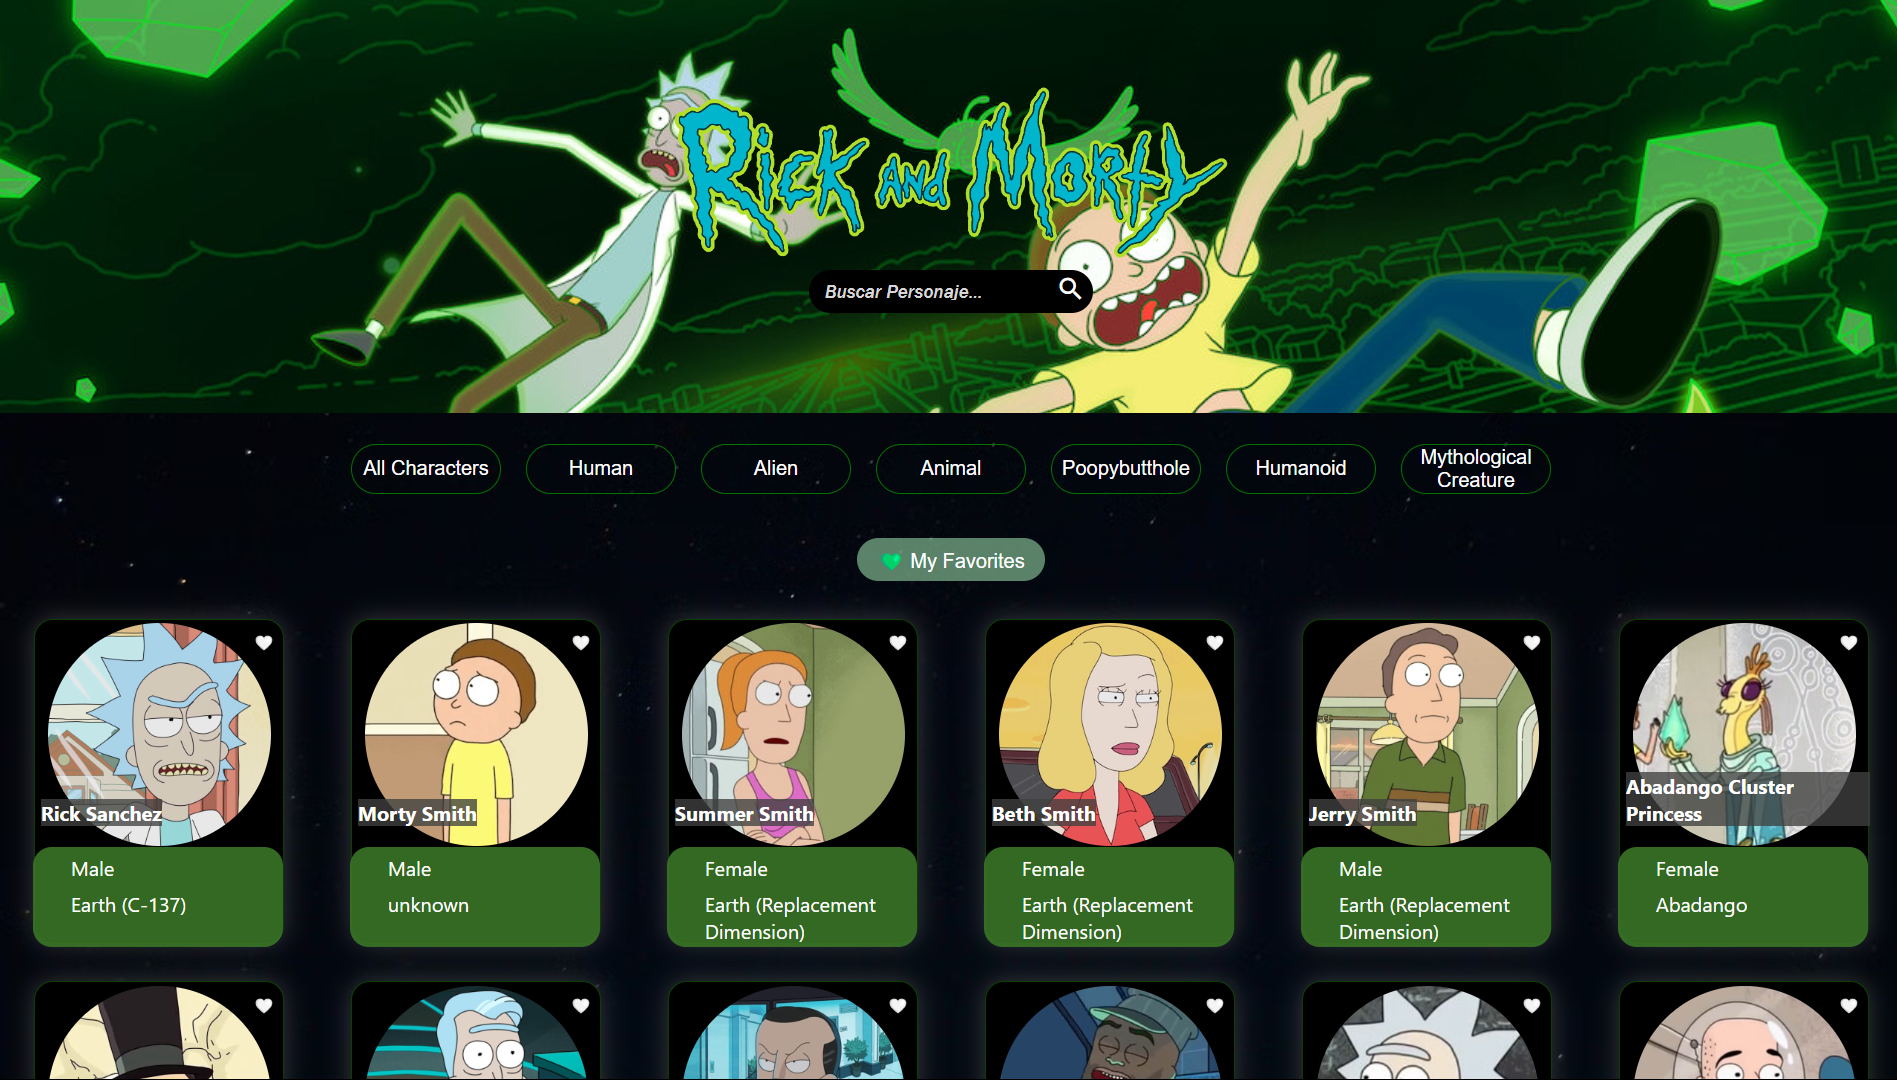 Rick and Morty
Buscar Personaje...
All Characters
Human
Alien
Animal
Poopybutthole
Humanoid
Mythological
Creature
My Favorites
Rick Sanchez
Male
Earth (C-137)
Morty Smith
Male
unknown
Summer Smith
Female
Earth (Replacement
Dimension)
Beth Smith
Female
Earth (Replacement
Dimension)
Jerry Smith
Male
Earth (Replacement
Dimension)
Abadango Cluster
Princess
Female
Abadango